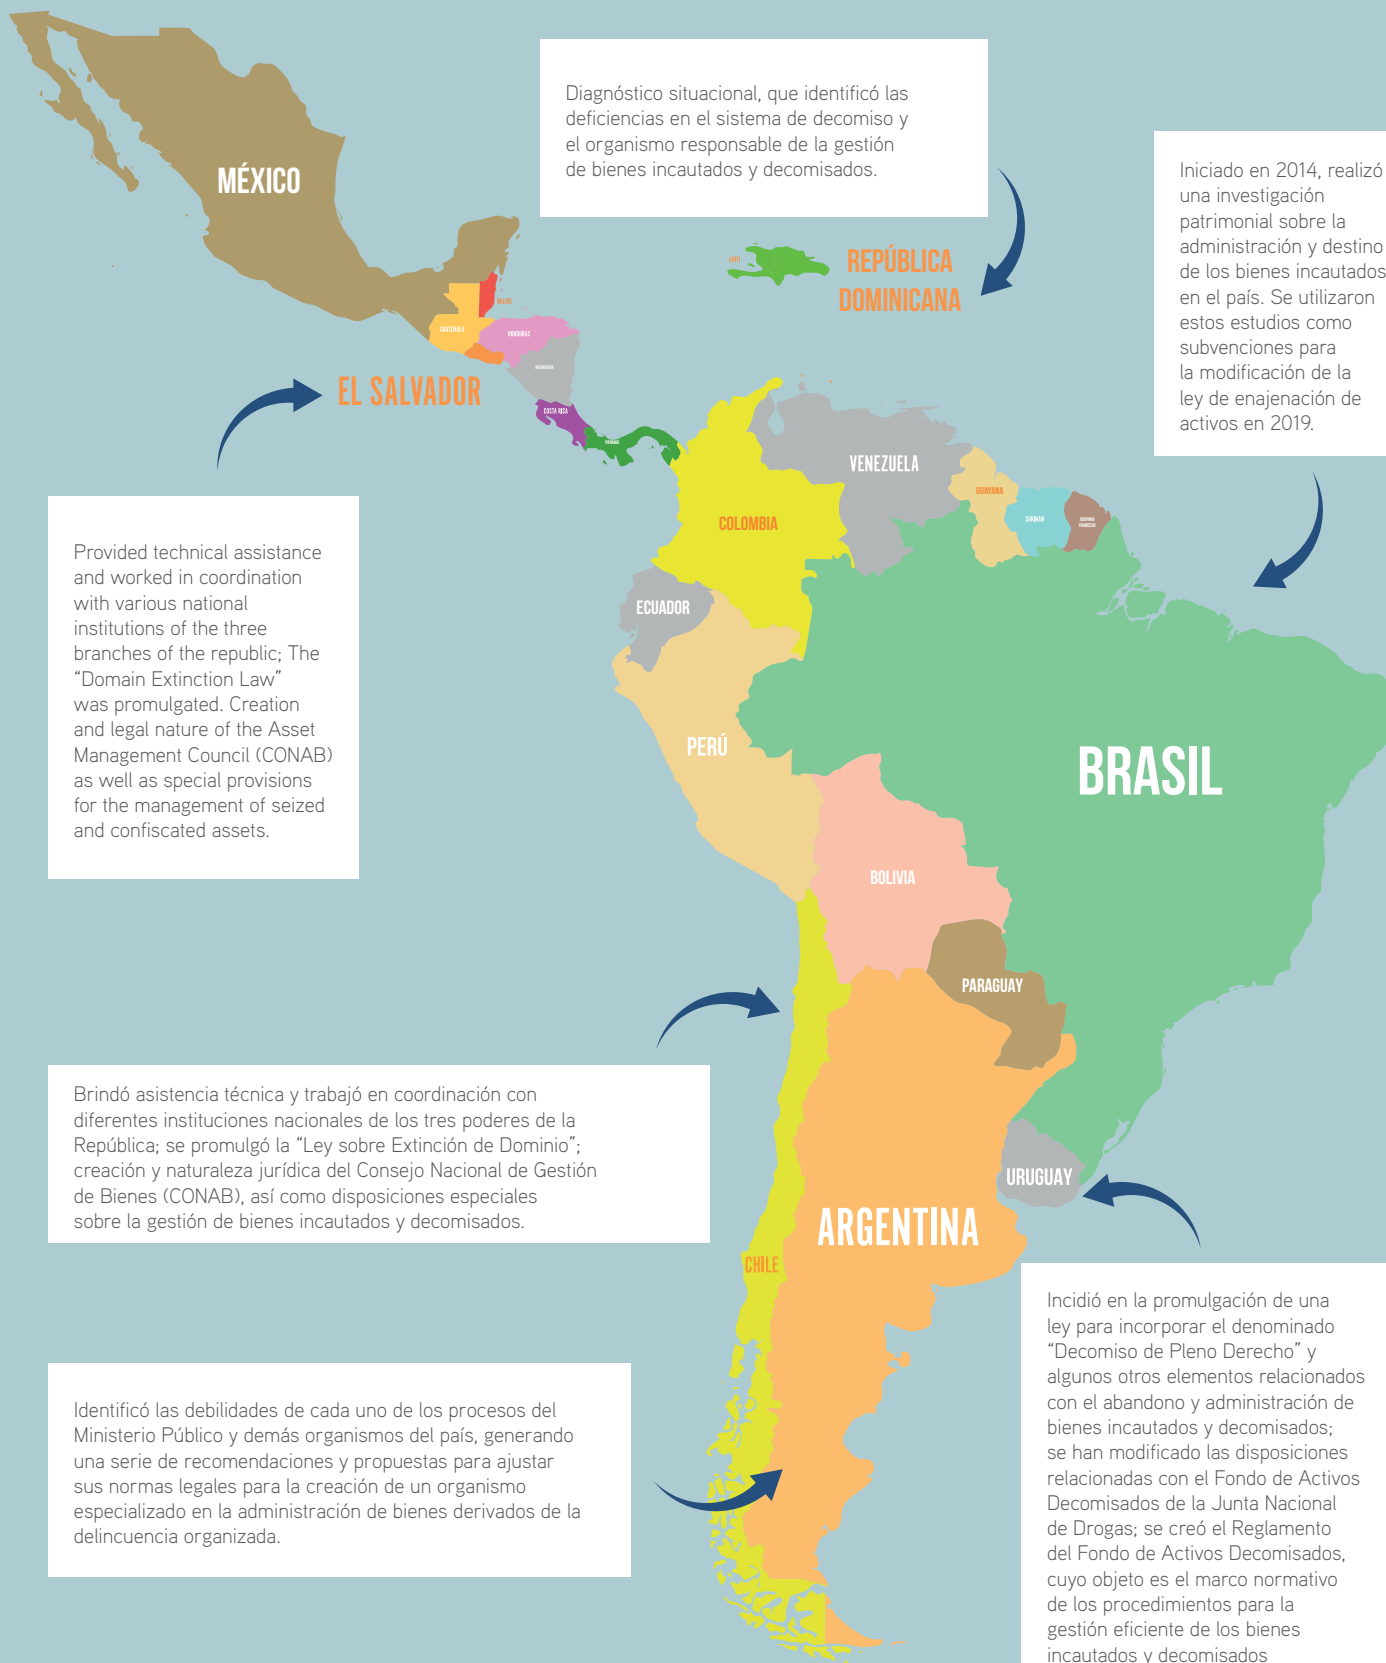 MÉXICO
Diagnóstico situacional, que identificó las
deficiencias en el sistema de decomiso y
el organismo responsable de la gestión
de bienes incautados y decomisados.
Iniciado en 2014, realizó
una investigación
patrimonial sobre la
administración y destino
de los bienes incautados
en el país. Se utilizaron
estos estudios como
subvenciones para
la modificación de la
ley de enajenación de
activos en 2019.
HAITÍ
REPÚBLICA
DOMINICANA
BELICE
GUATEMALA
HONDURAS
NICARAGUA
EL SALVADOR
COSTA RICA
PANAMÁ
VENEZUELA
GUAYANA
SURINAM
GUAYANA
FRANCESA
COLOMBIA
ECUADOR
Provided technical assistance
and worked in coordination
with various national
institutions of the three
branches of the republic; The
“Domain Extinction Law”
was promulgated. Creation
and legal nature of the Asset
Management Council (CONAB)
as well as special provisions
for the management of seized
and confiscated assets.
PERÚ
BRASIL
BOLIVIA
PARAGUAY
Brindó asistencia técnica y trabajó en coordinación con
diferentes instituciones nacionales de los tres poderes de la
República; se promulgó la “Ley sobre Extinción de Dominio”;
creación y naturaleza jurídica del Consejo Nacional de Gestión
de Bienes (CONAB), así como disposiciones especiales
sobre la gestión de bienes incautados y decomisados.
URUGUAY
ARGENTINA
CHILE
Incidió en la promulgación de una
ley para incorporar el denominado
“Decomiso de Pleno Derecho” y
algunos otros elementos relacionados
con el abandono y administración de
bienes incautados y decomisados;
se han modificado las disposiciones
relacionadas con el Fondo de Activos
Decomisados de la Junta Nacional
de Drogas; se creó el Reglamento
del Fondo de Activos Decomisados,
cuyo objeto es el marco normativo
de los procedimientos para la
gestión eficiente de los bienes
incautados y decomisados
Identificó las debilidades de cada uno de los procesos del
Ministerio Público y demás organismos del país, generando
una serie de recomendaciones y propuestas para ajustar
sus normas legales para la creación de un organismo
especializado en la administración de bienes derivados de la
delincuencia organizada.